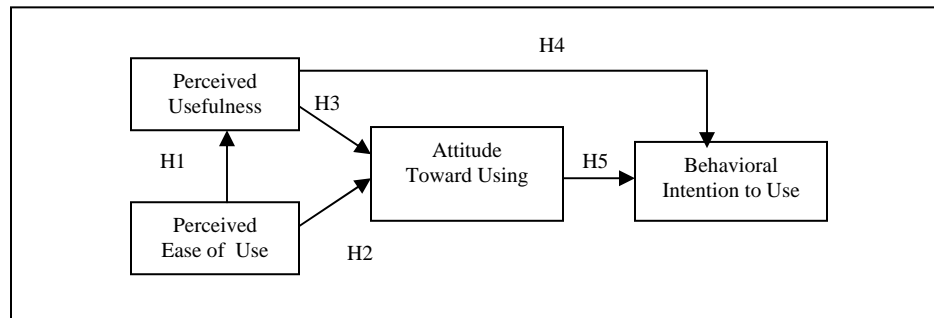 H4
Perceived
Usefulness
H3
Attitude
Toward Using
H1
H5
Behavioral
Intention to Use
Perceived
Ease of Use
H2